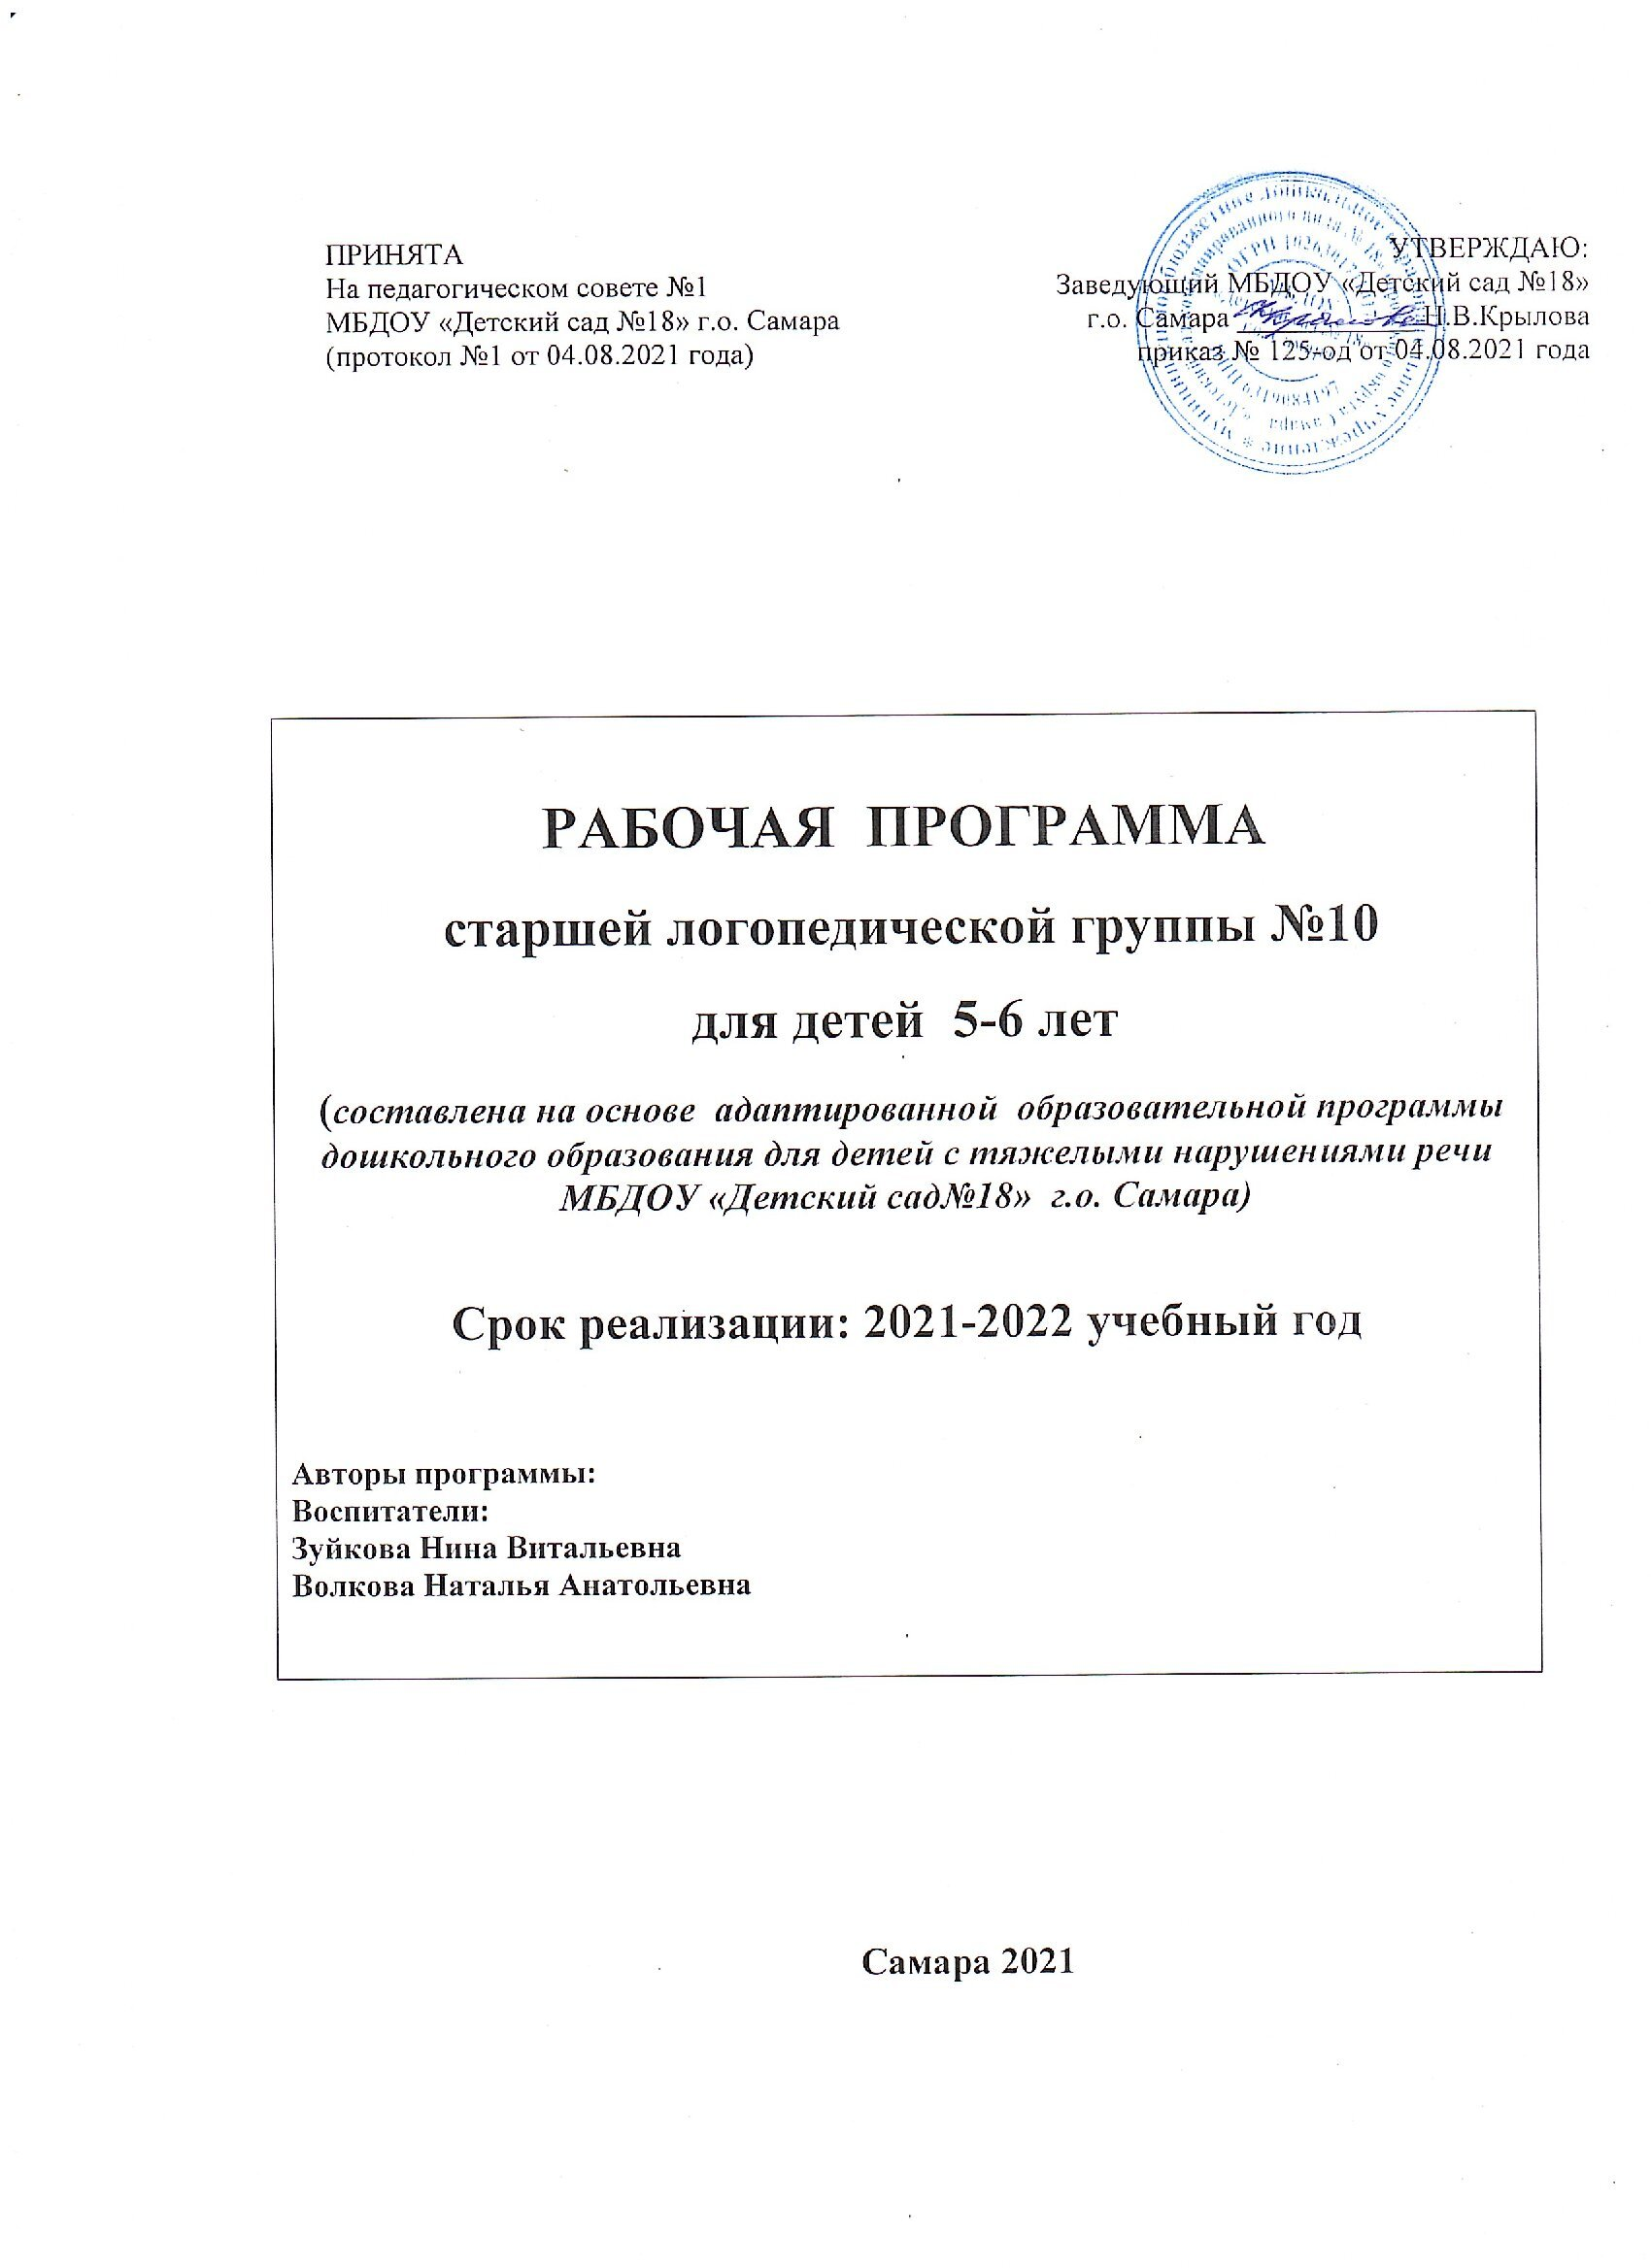 ПРИНЯТА
На педагогическом совете №1
МБДОУ «Детский сад №18» г.о. Самара
(протокол №1 от 04.08.2021 года)
УТВЕРЖДАЮ:
Заведующий МБДОУ «Детский сад №18»
г.о. Самара Н.В.Крылова
приказ № 125-од от 04.08.2021 года
РАБОЧАЯ ПРОГРАММА
старшей логопедической группы №10
для детей 5-6 лет
(составлена на основе адаптированной образовательной программы
дошкольного образования для детей с тяжелыми нарушениями речи
МБДОУ «Детский сад№18» г.о. Самара)
Срок реализации: 2021-2022 учебный год
Авторы программы:
Воспитатели:
Зуйкова Нина Витальевна
Волкова Наталья Анатольевна
Самара 2021